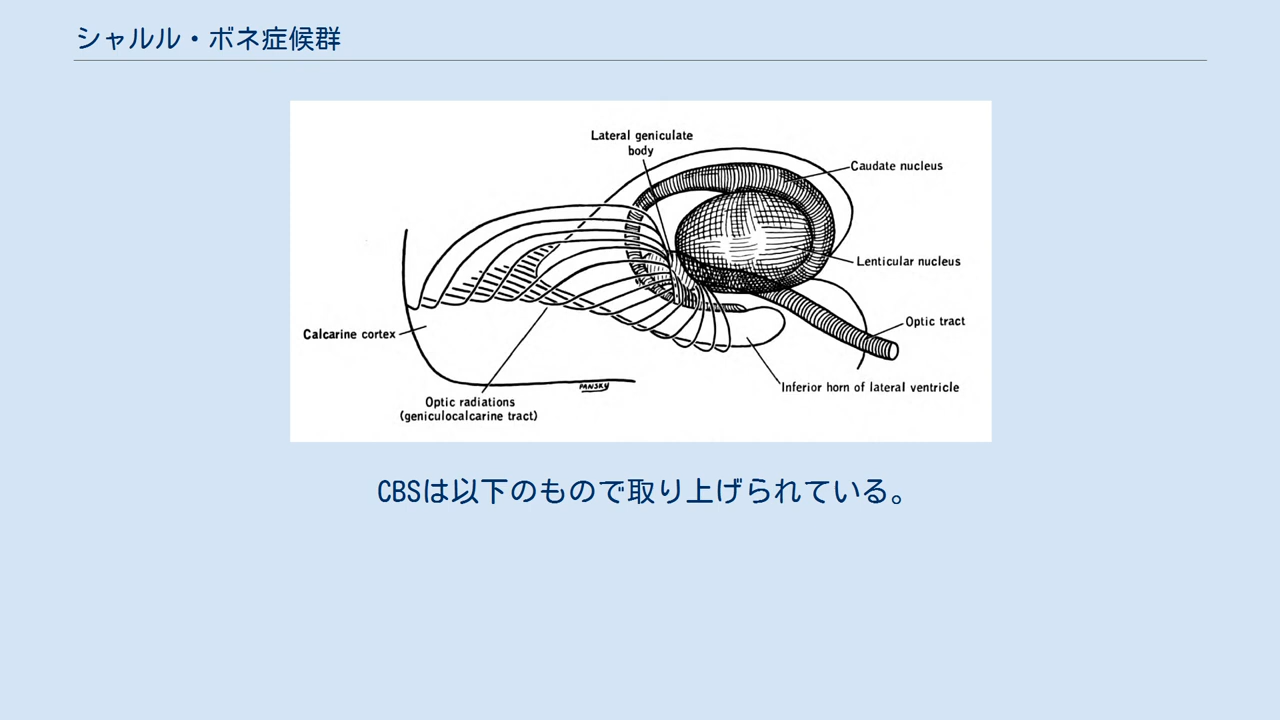 シャルル・ボネ症候群
Lateral geniculate
body
Caudate nucleus
Lenticular nucleus
Optic tract
Calcarine cortex
Inferior horn of lateral ventricle
PANSKY
Optic radiations
(geniculocalcarine tract)
CBSは以下のもので取り上げられている。